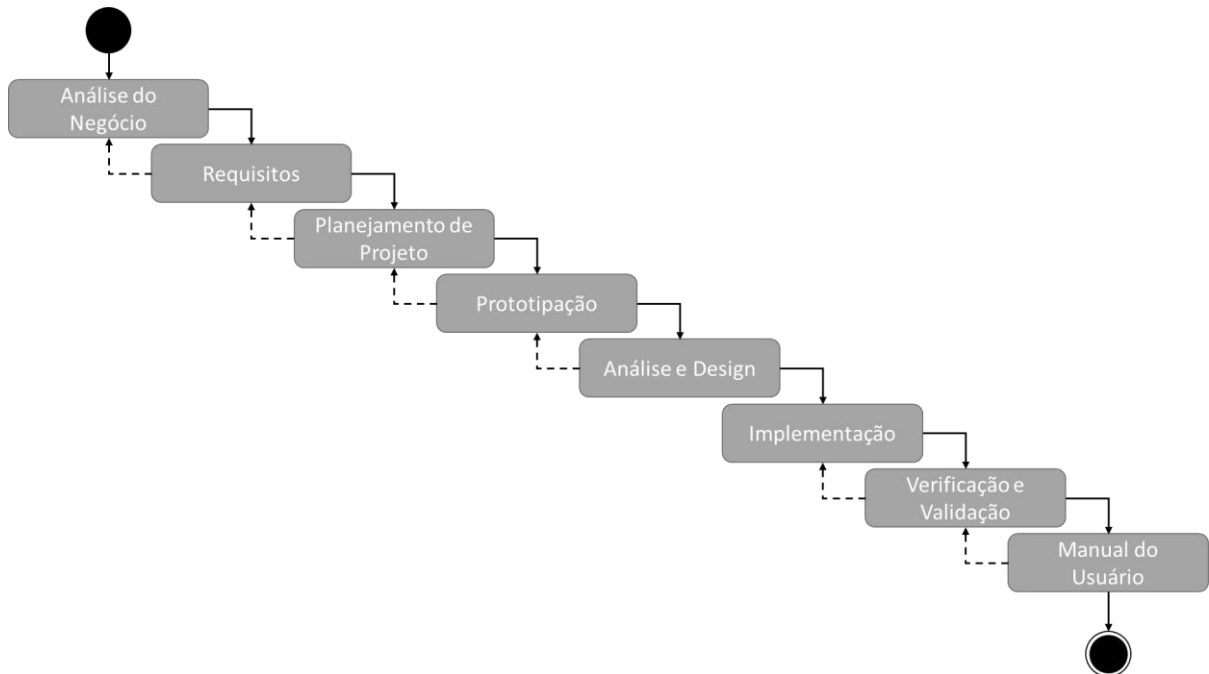 Análise do
Negócio
Requisitos
Planejamento de
Projeto
Prototipação
Análise e Design
Implementação
Verificação e
Validação
Manual do
Usuário